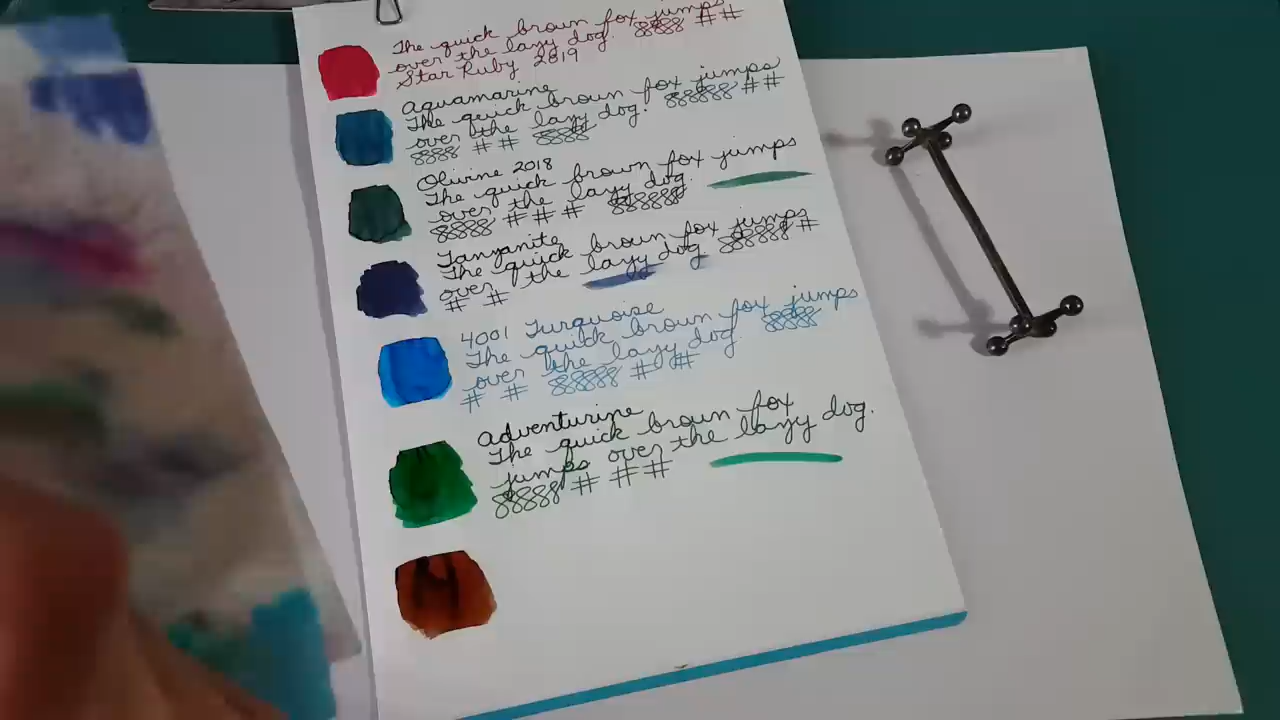 The quick brown fox jumps 8888 # #
over the lazy dog.
Star Ruby 2019
aquamarine
The quick brown fox jumps
over the lazy dog. 888888 # #
8888 # # 8888
Olivine 2018
The quick brown fox jumps
over the lazy dog.
8888 # # # 88888
Tanzanite
The quick brown fox jumps
over the lazy dog. 88888 #
# #
4001 Turquoise
The quick brown fox jumps
over the lazy dog 8888
# # 88888 # #
adventurine
The quick brown fox
jumps over the lazy dog.
88888 # # #